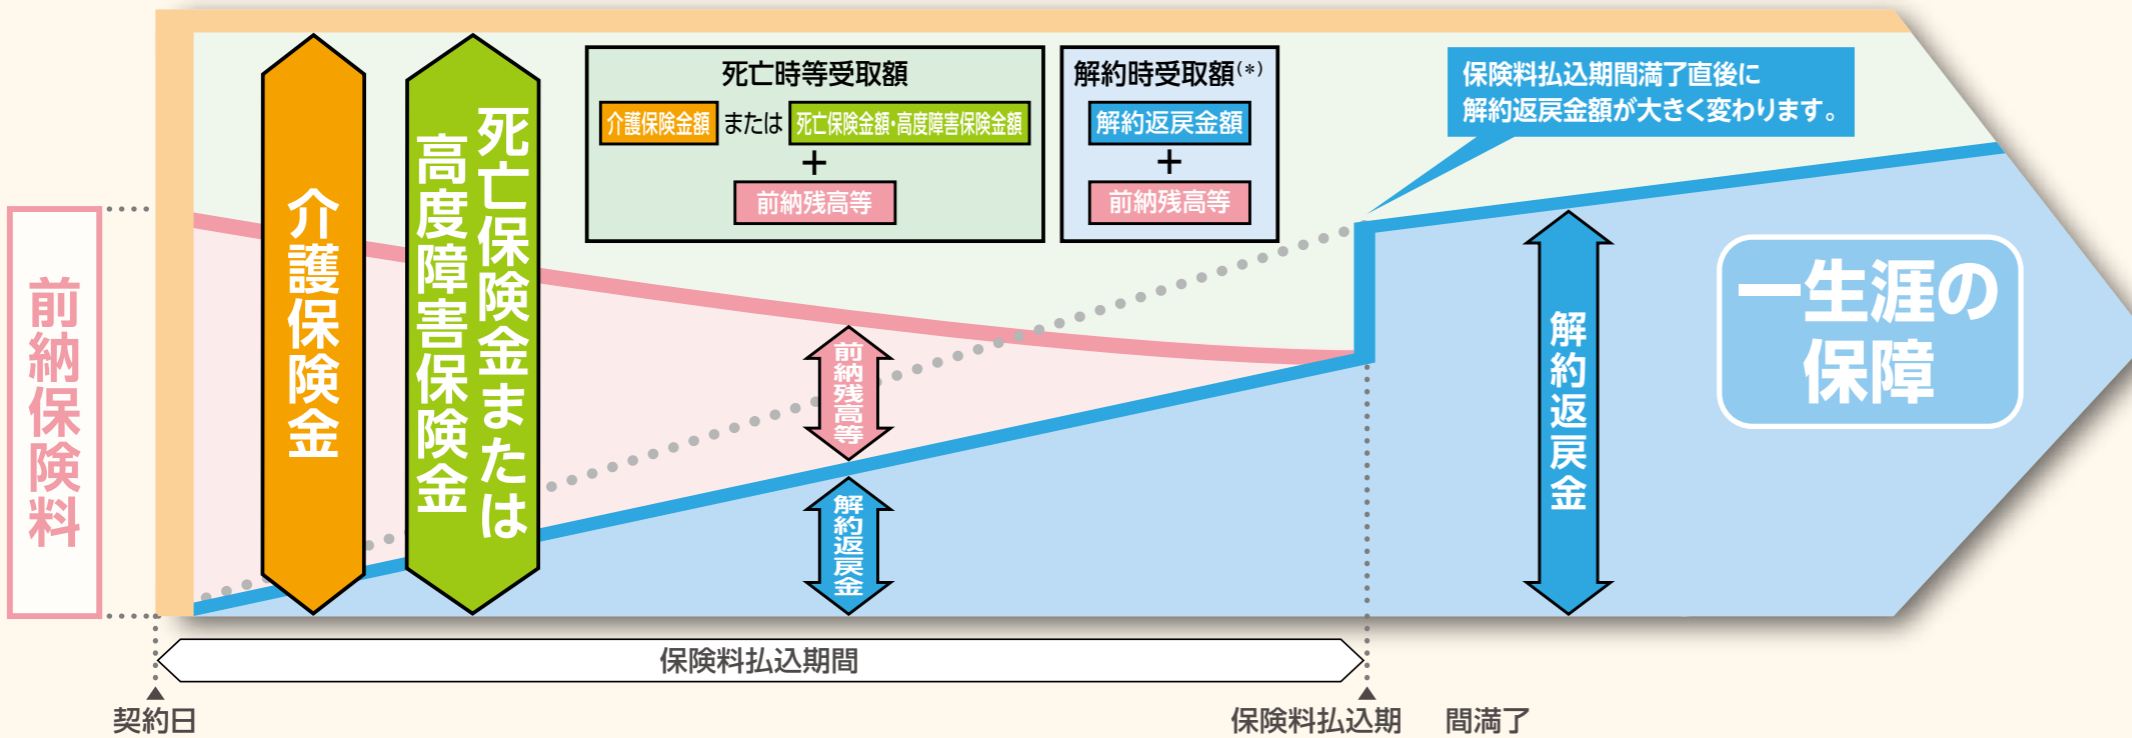 前納保険料
介護保険金
死亡保険金または
高度障害保険金
死亡時等受取額
介護保険金額 または 死亡保険金額・高度障害保険金額
+
前納残高等
解約時受取額(*)
解約返戻金額
+
前納残高等
保険料払込期間満了直後に
解約返戻金額が大きく変わります。
前納残高等
解約返戻金
解約返戻金
一生涯の
保障
保険料払込期間
契約日
保険料払込期 間満了